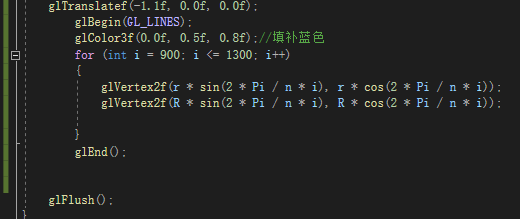 glTranslatef(-1.1f, 0.0f, 0.0f);
glBegin(GL_LINES);
glColor3f(0.0f, 0.5f, 0.8f);//填补蓝色
for (int i = 900; i <= 1300; i++)
{
glVertex2f(r * sin(2 * Pi / n * i), r * cos(2 * Pi / n * i));
glVertex2f(R * sin(2 * Pi / n * i), R * cos(2 * Pi / n * i));
}
glEnd();
glFlush();
}